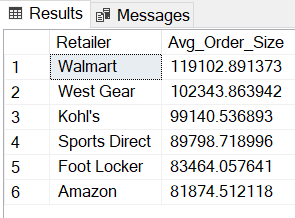 Results Messages
Retailer Avg_Order_Size
1 Walmart 119102.891373
2 West Gear 102343.863942
3 Kohl's 99140.536893
4 Sports Direct 89798.718996
5 Foot Locker 83464.057641
6 Amazon 81874.512118